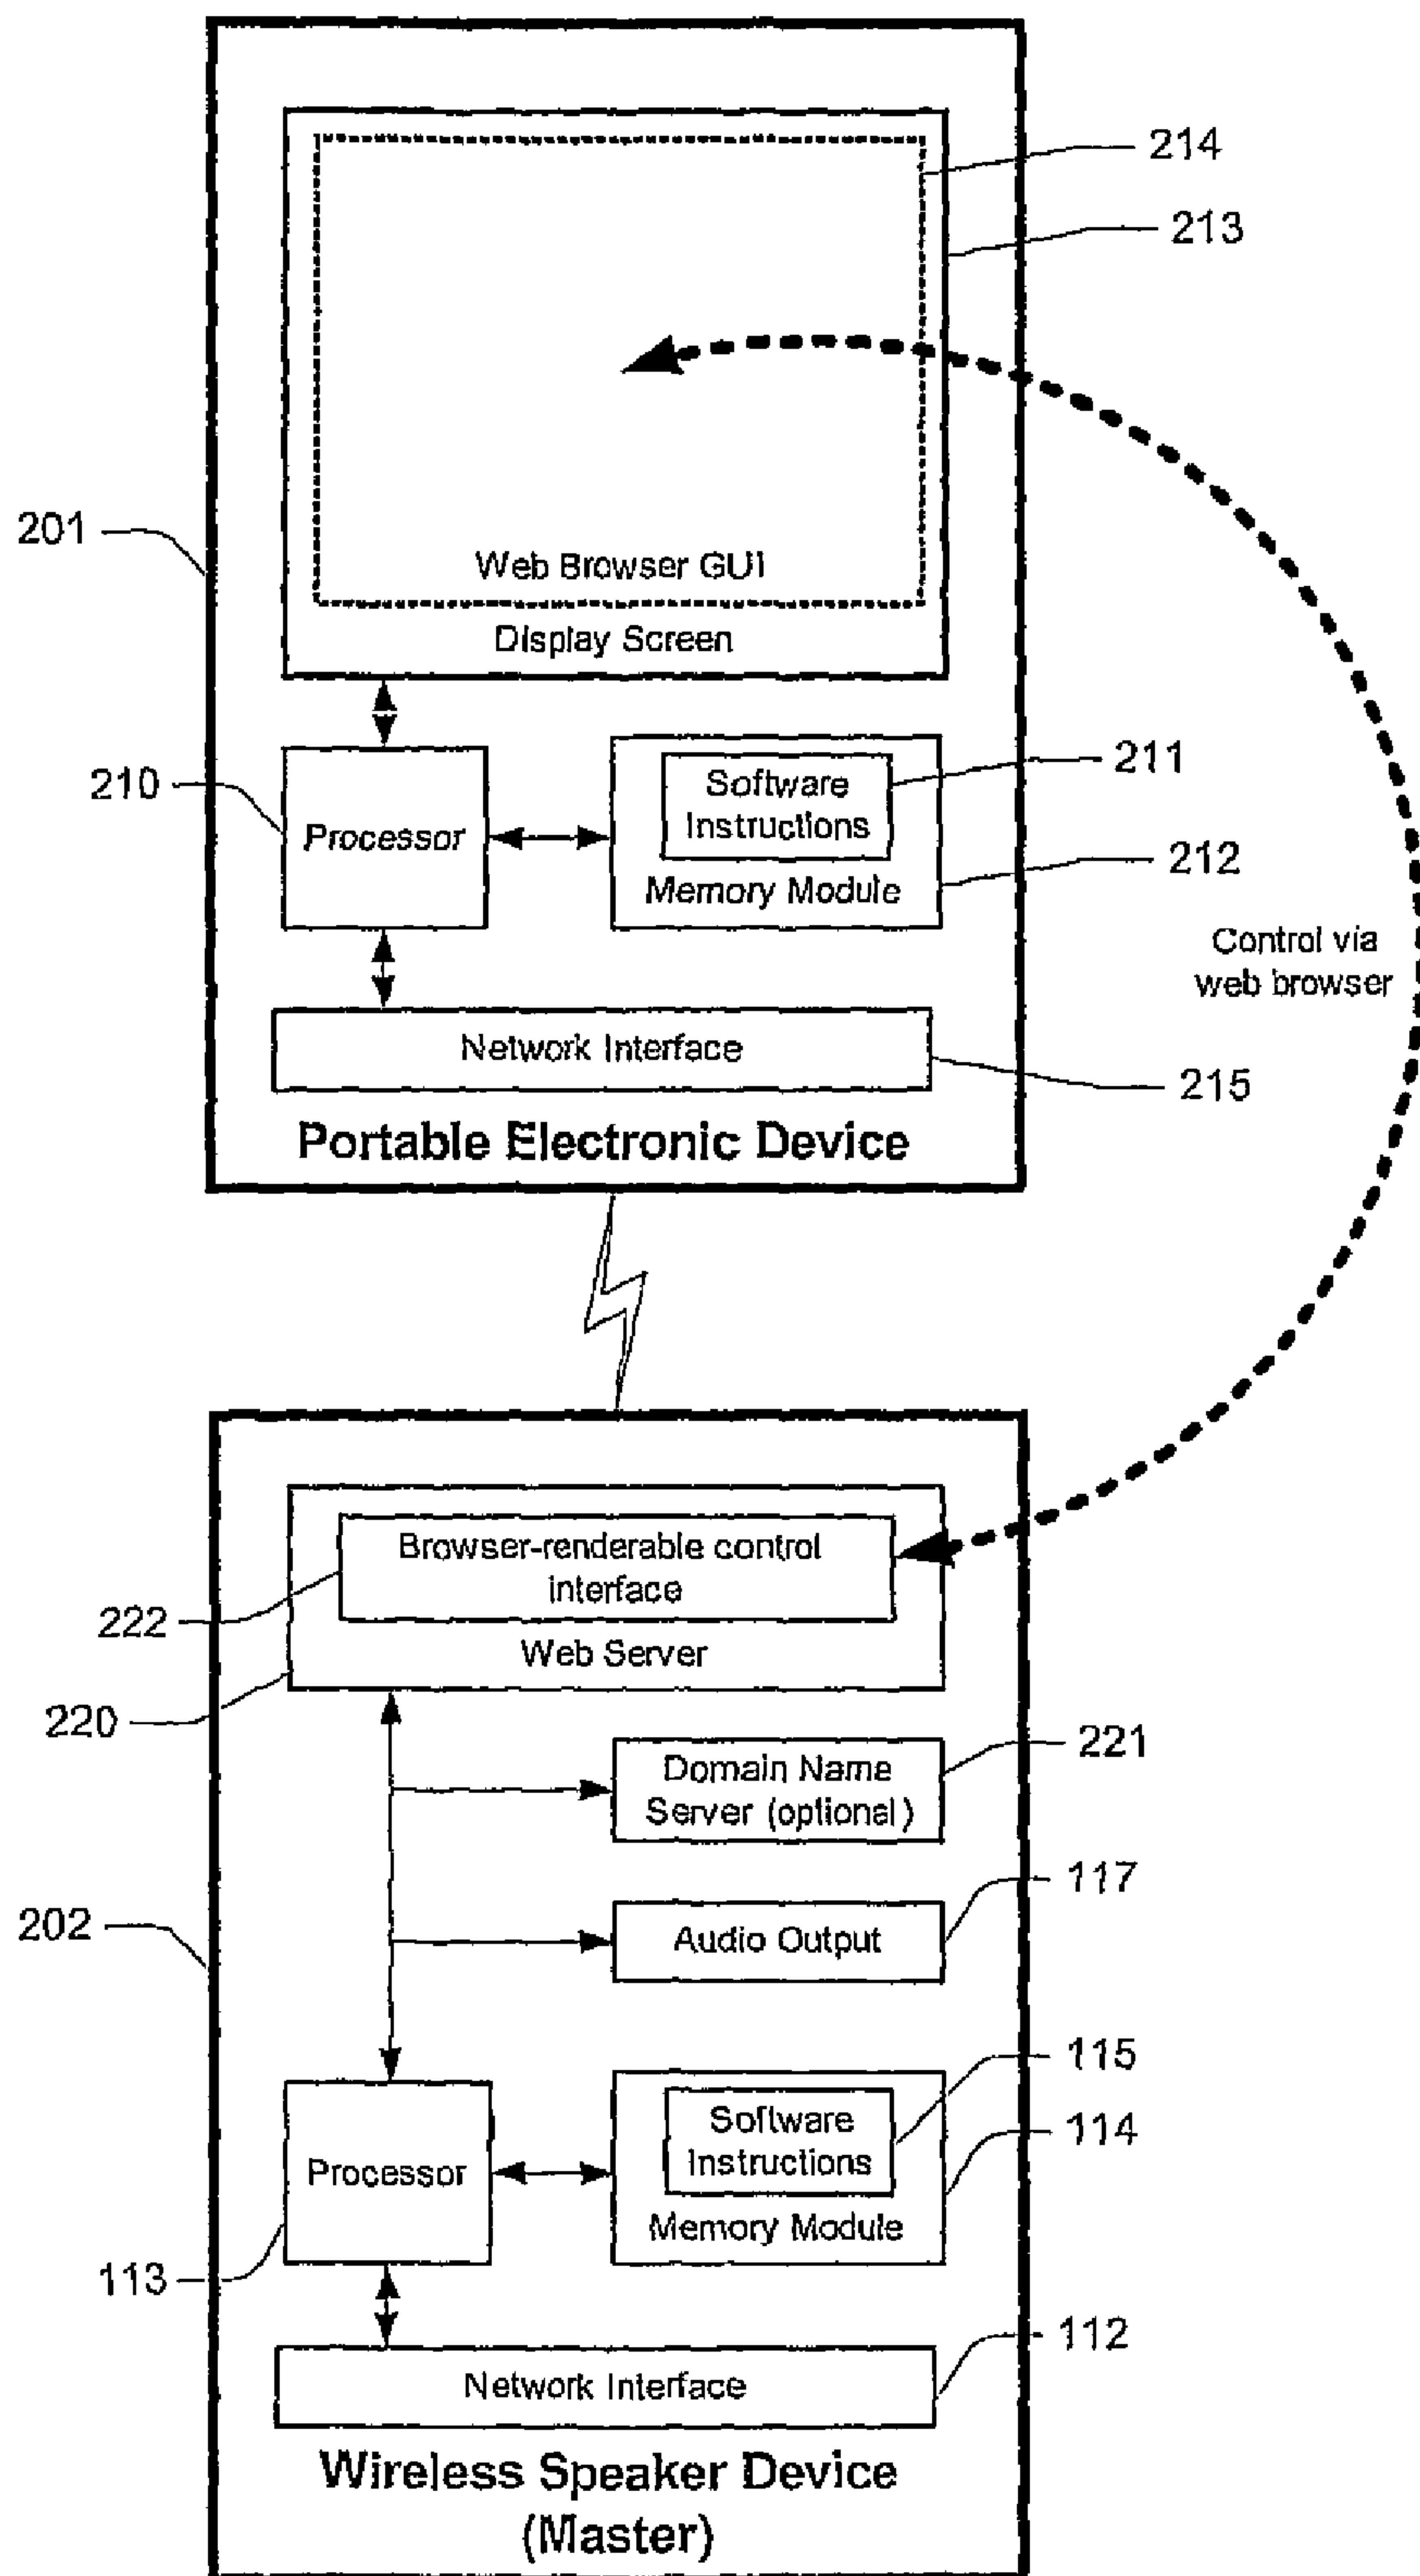 214
213
201
Web Browser GUI
Display Screen
210
Processor
Software
Instructions
211
Memory Module
212
Control via
web browser
Network Interface
215
Portable Electronic Device
Browser-renderable control
interface
222
Web Server
220
Domain Name
Server (optional)
221
202
Audio Output
117
Processor
Software
Instructions
115
Memory Module
114
113
Network Interface
112
Wireless Speaker Device
(Master)